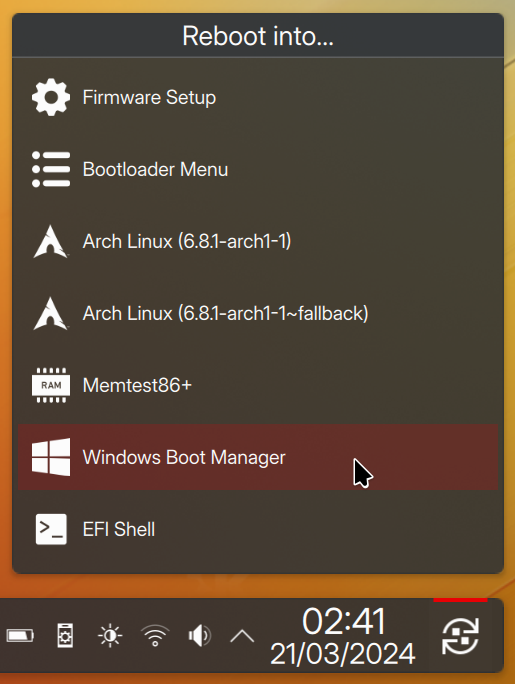 Reboot into...
Firmware Setup
Bootloader Menu
Arch Linux (6.8.1-arch1-1)
Arch Linux (6.8.1-arch1-1~fallback)
RAM
Memtest86+
Windows Boot Manager
>_
EFI Shell
02:41
21/03/2024